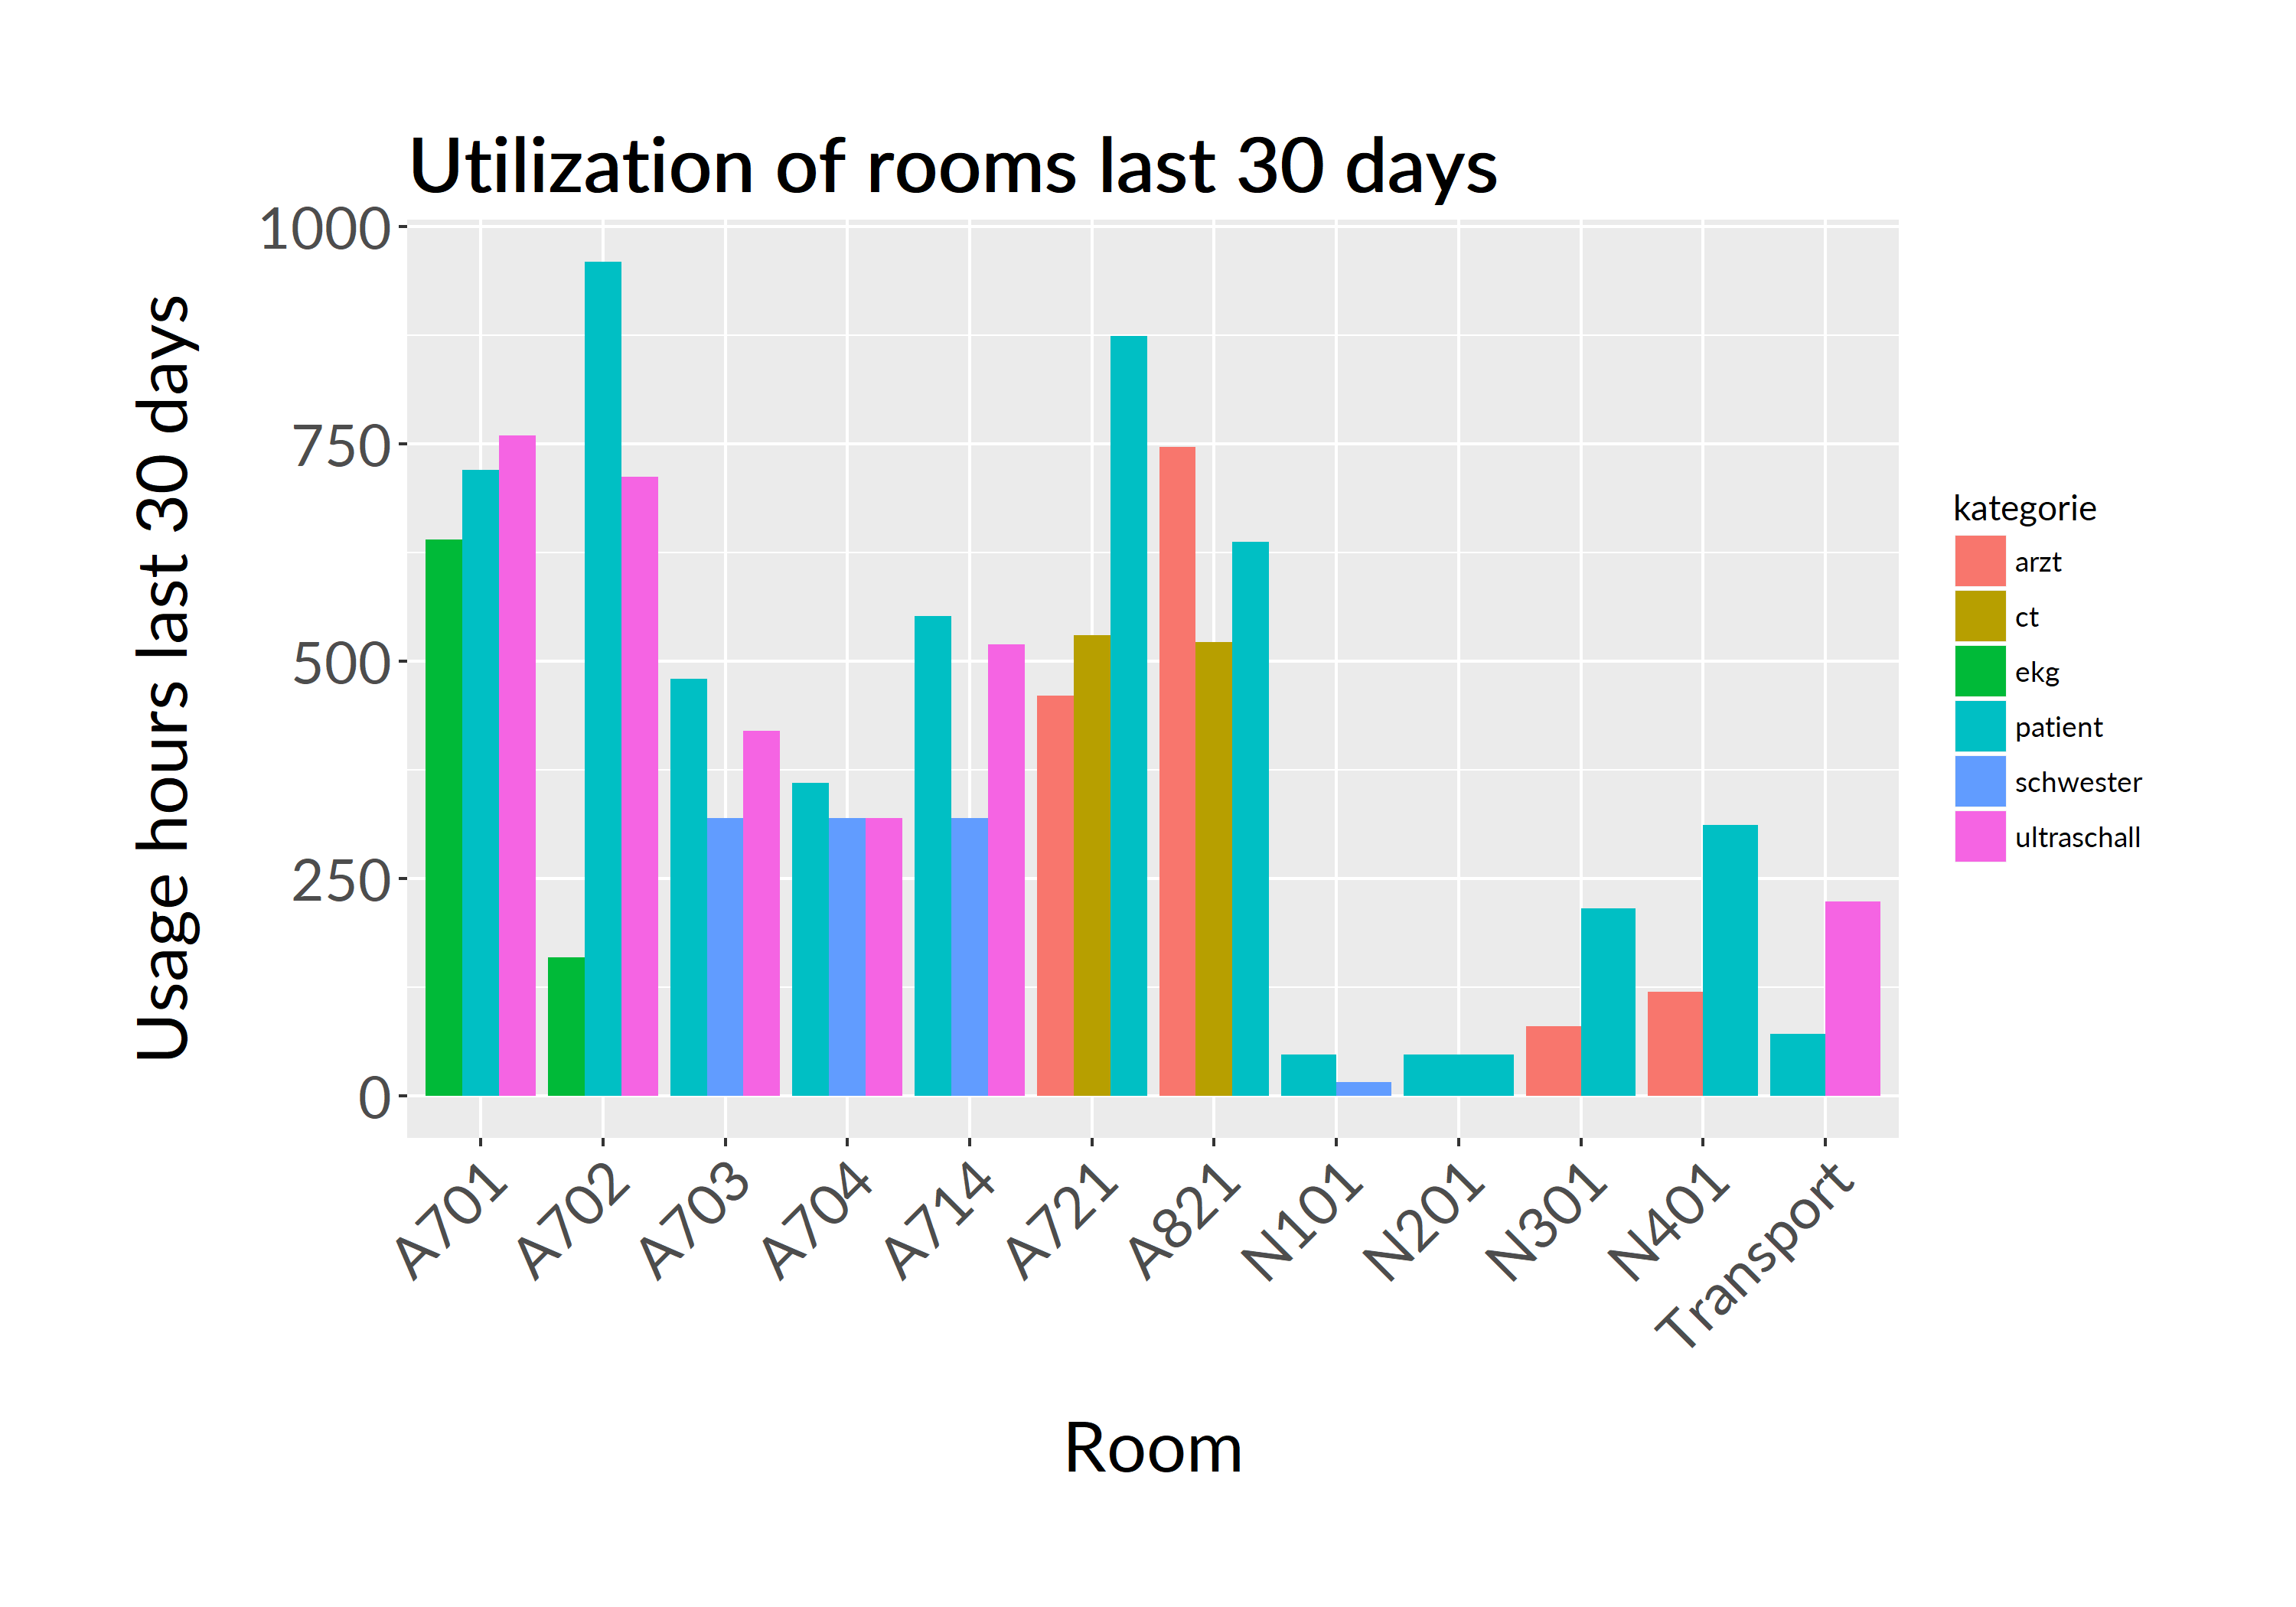 Utilization of rooms last 30 days
Usage hours last 30 days
1000
750
500
250
0
A701
A702
A703
A704
A714
A721
A821
N101
N201
N301
N401
Transport
Room
kategorie
arzt
ct
ekg
patient
schwester
ultraschall